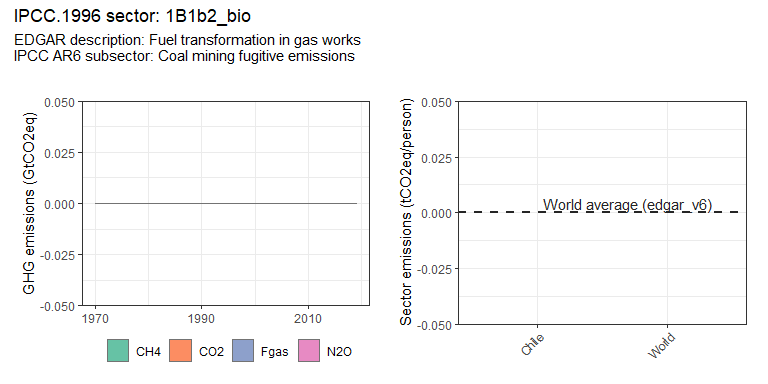 IPCC.1996 sector: 1B1b2_bio
EDGAR description: Fuel transformation in gas works
IPCC AR6 subsector: Coal mining fugitive emissions
GHG emissions (GtCO2eq)
0.050
0.025
0.000
-0.025
-0.050
1970
1990
2010
CH4
CO2
Fgas
N2O
Sector emissions (tCO2eq/person)
0.050
0.025
0.000
-0.025
-0.050
World average (edgar_v6)
Chile
World